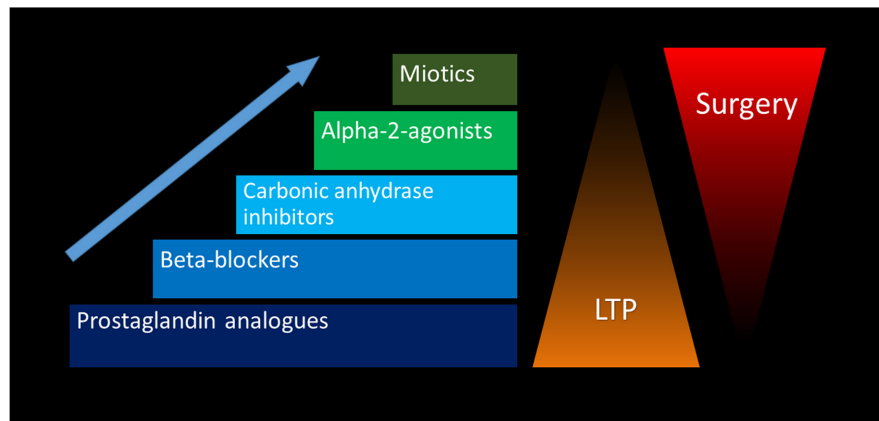 Miotics
Alpha-2-agonists
Carbonic anhydrase
inhibitors
Beta-blockers
Prostaglandin analogues
LTP
Surgery